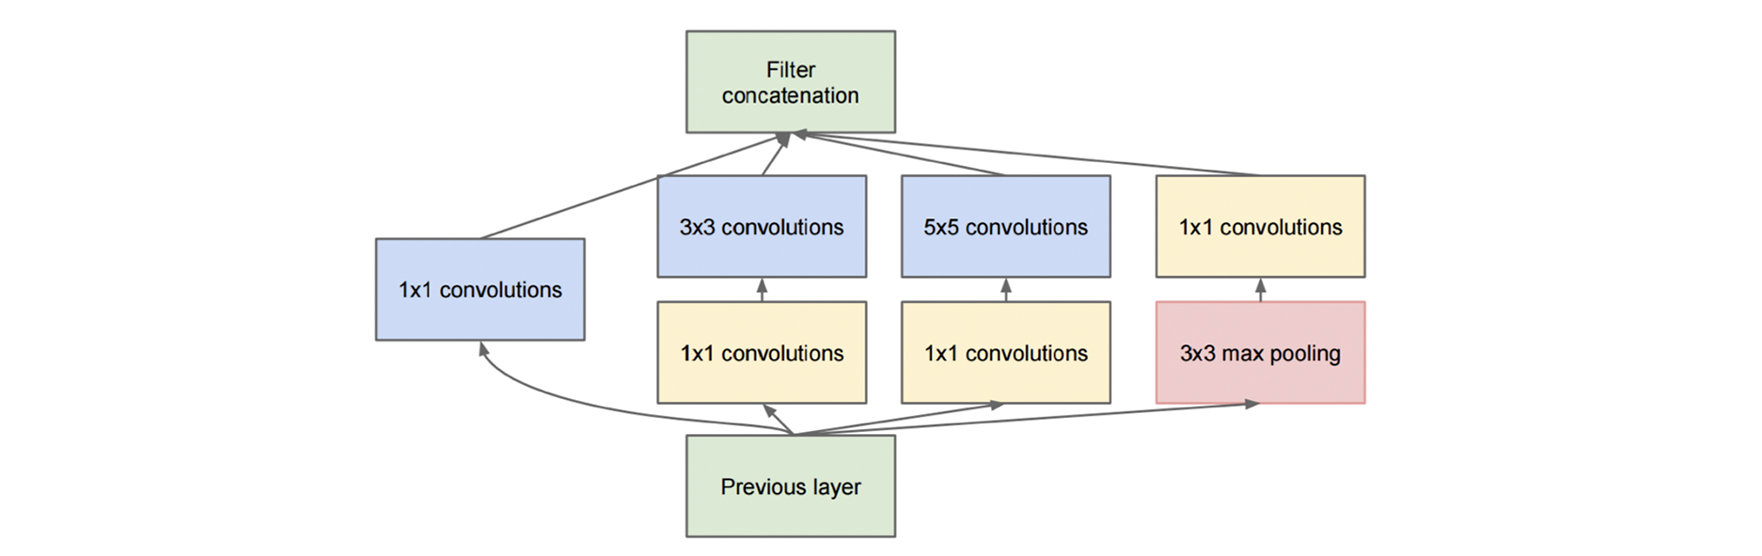 Filter
concatenation
3x3 convolutions
5x5 convolutions
1x1 convolutions
1x1 convolutions
1x1 convolutions
1x1 convolutions
3x3 max pooling
Previous layer